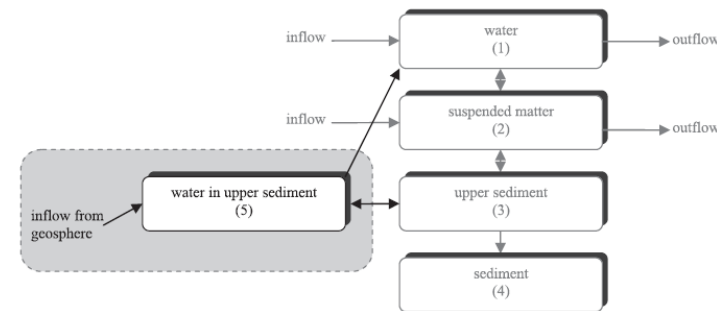 water
(1)
inflow
outflow
suspended matter
(2)
inflow
outflow
water in upper sediment
(5)
upper sediment
(3)
inflow from
geosphere
sediment
(4)